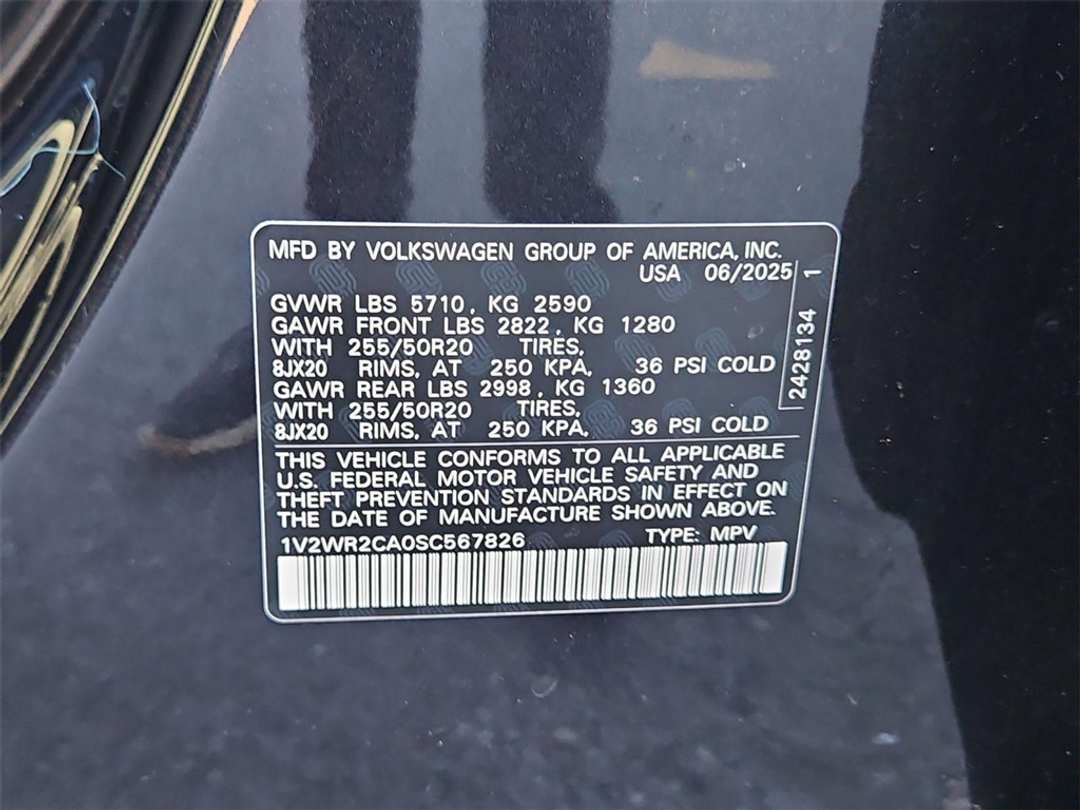 MFD BY VOLKSWAGEN GROUP OF AMERICA, INC.
USA 06/2025
GVWR LBS 5710, KG 2590
GAWR FRONT LBS 2822, KG 1280
WITH 255/50R20 TIRES,
8JX20 RIMS, AT 250 KPA, 36 PSI COLD
GAWR REAR LBS 2998, KG 1360
WITH 255/50R20 TIRES,
8JX20 RIMS, AT 250 KPA, 36 PSI COLD
THIS VEHICLE CONFORMS TO ALL APPLICABLE
U.S. FEDERAL MOTOR VEHICLE SAFETY AND
THEFT PREVENTION STANDARDS IN EFFECT ON
THE DATE OF MANUFACTURE SHOWN ABOVE.
1V2WR2CA0SC567826 TYPE: MPV
2428134 1